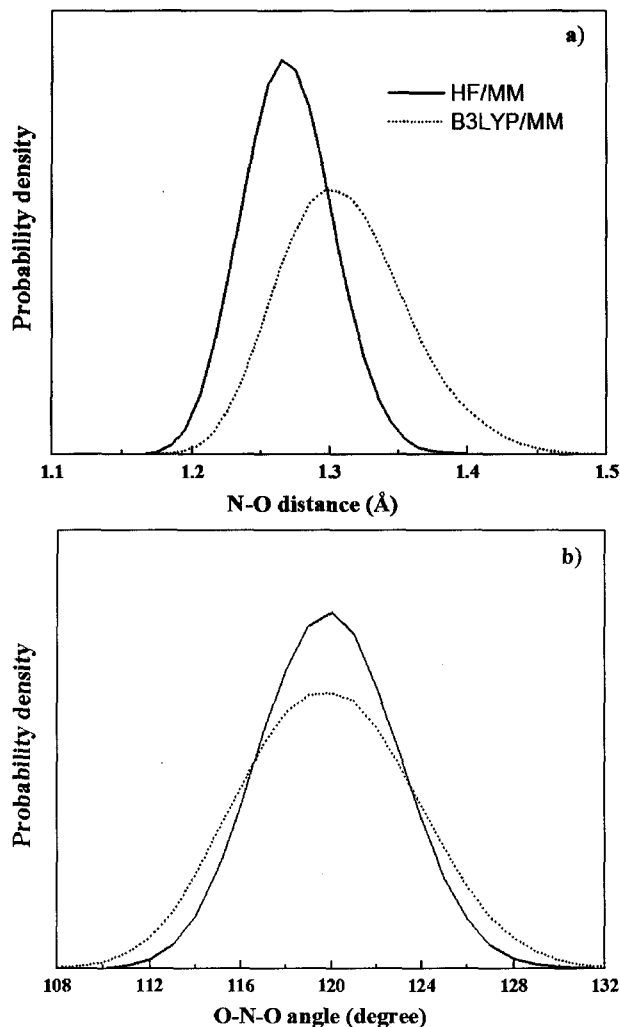 a)
HF/MM
B3LYP/MM
Probability density
1.1 1.2 1.3 1.4 1.5
N-O distance (Å)
b)
Probability density
108 112 116 120 124 128 132
O-N-O angle (degree)